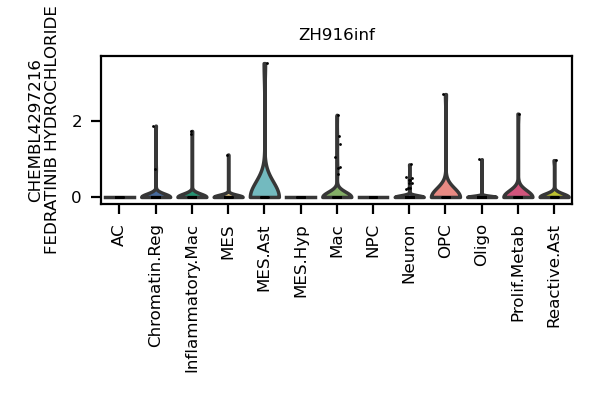 ZH916inf
CHEMBL4297216
FEDRATINIB HYDROCHLORIDE
2
0
AC
Chromatin.Reg
Inflammatory.Mac
MES
MES.Ast
MES.Hyp
Mac
NPC
Neuron
OPC
Oligo
Prolif.Metab
Reactive.Ast